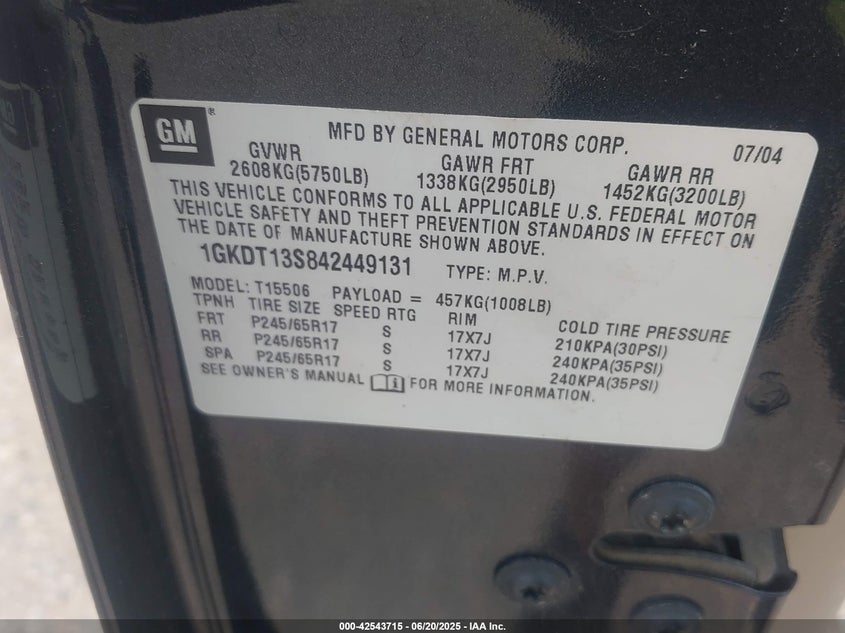 GM®
MFD BY GENERAL MOTORS CORP. 07/04
GVWR GAWR FRT GAWR RR
2608KG(5750LB) 1338KG(2950LB) 1452KG(3200LB)
THIS VEHICLE CONFORMS TO ALL APPLICABLE U.S. FEDERAL MOTOR
VEHICLE SAFETY AND THEFT PREVENTION STANDARDS IN EFFECT ON
THE DATE OF MANUFACTURE SHOWN ABOVE.
1GKDT13S842449131 TYPE: M.P.V.
MODEL: T15506 PAYLOAD = 457KG(1008LB)
TPNH TIRE SIZE SPEED RTG RIM COLD TIRE PRESSURE
FRT P245/65R17 S 17X7J 210KPA(30PSI)
RR P245/65R17 S 17X7J 240KPA(35PSI)
SPA P245/65R17 S 17X7J 240KPA(35PSI)
SEE OWNER'S MANUAL FOR MORE INFORMATION.
000-42543715 - 06/20/2025 - IAA Inc.